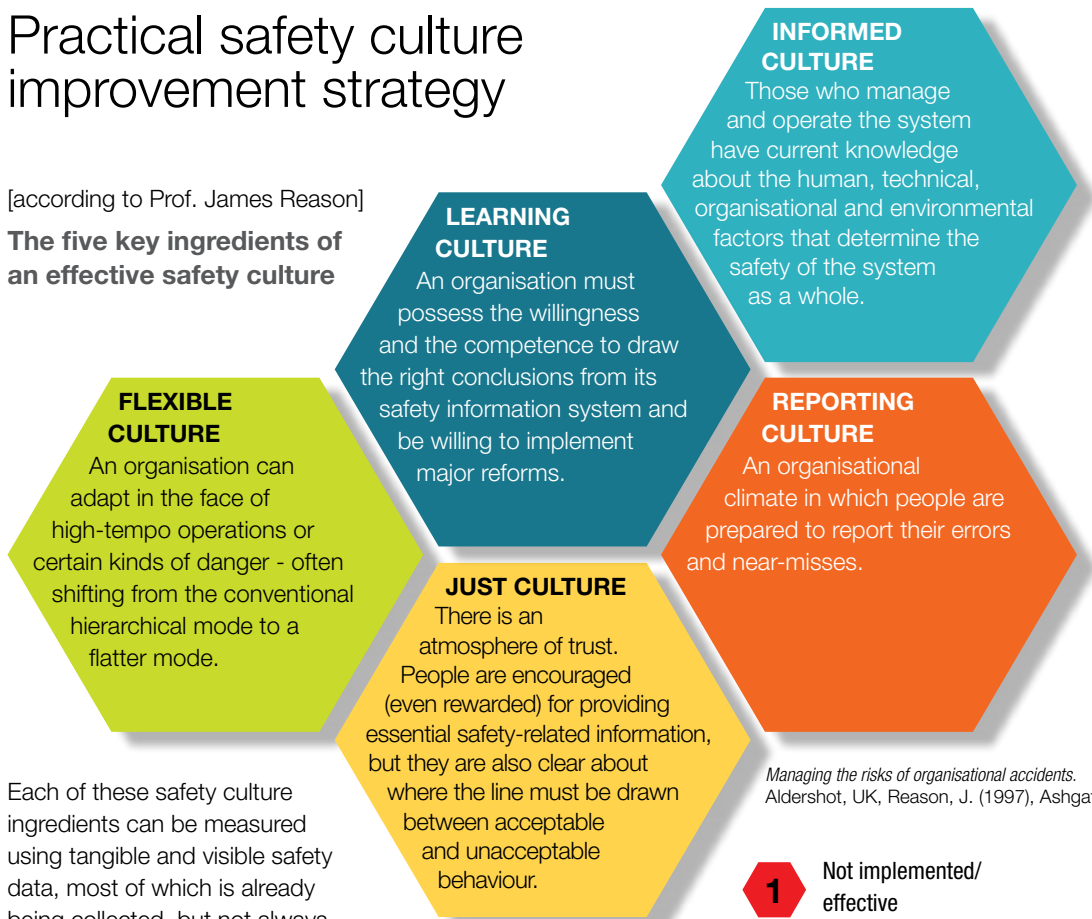 Practical safety culture
improvement strategy
[according to Prof. James Reason]
The five key ingredients of
an effective safety culture
INFORMED
CULTURE
Those who manage
and operate the system
have current knowledge
about the human, technical,
organisational and environmental
factors that determine the
safety of the system
as a whole.
LEARNING
CULTURE
An organisation must
possess the willingness
and the competence to draw
the right conclusions from its
safety information system and
be willing to implement
major reforms.
FLEXIBLE
CULTURE
An organisation can
adapt in the face of
high-tempo operations or
certain kinds of danger - often
shifting from the conventional
hierarchical mode to a
flatter mode.
REPORTING
CULTURE
An organisational
climate in which people are
prepared to report their errors
and near-misses.
JUST CULTURE
There is an
atmosphere of trust.
People are encouraged
(even rewarded) for providing
essential safety-related information,
but they are also clear about
where the line must be drawn
between acceptable
and unacceptable
behaviour.
Managing the risks of organisational accidents.
Aldershot, UK, Reason, J. (1997),
Each of these safety culture
ingredients can be measured
using tangible and visible safety
data, most of which is already
being collected, but not always
1
Not implemented/
effective